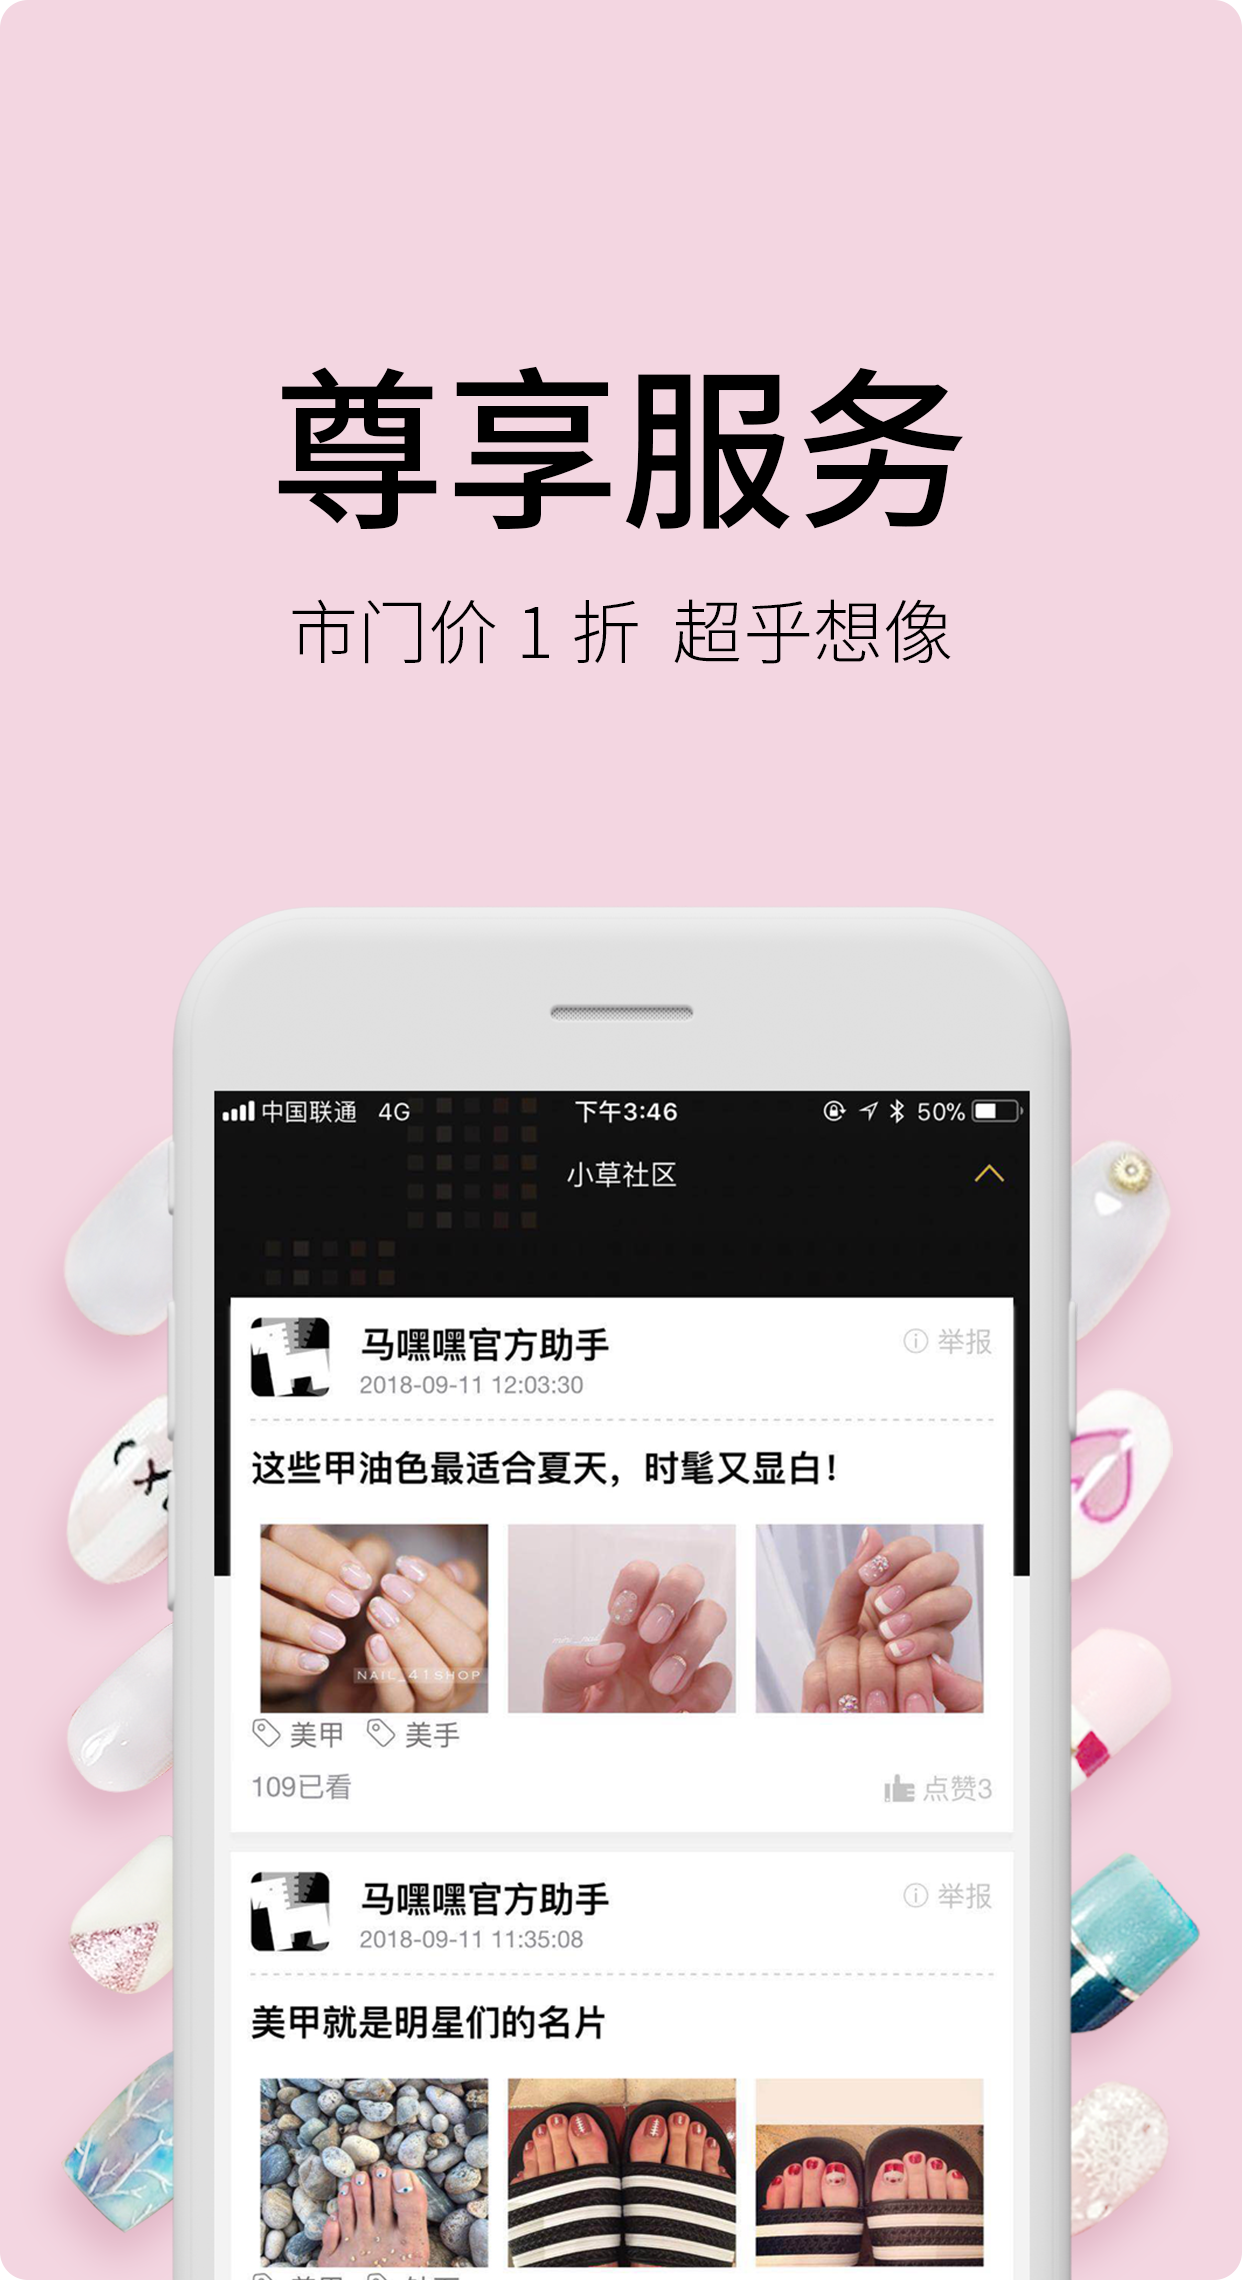 尊享服务
市门价 1 折 超乎想像
中国联通 4G 下午3:46 50%
小草社区
马嘿嘿官方助手 举报
2018-09-11 12:03:30
这些甲油色最适合夏天，时髦又显白！
NAIL_41SHOP
美甲 美手
109已看 点赞3
马嘿嘿官方助手 举报
2018-09-11 11:35:08
美甲就是明星们的名片